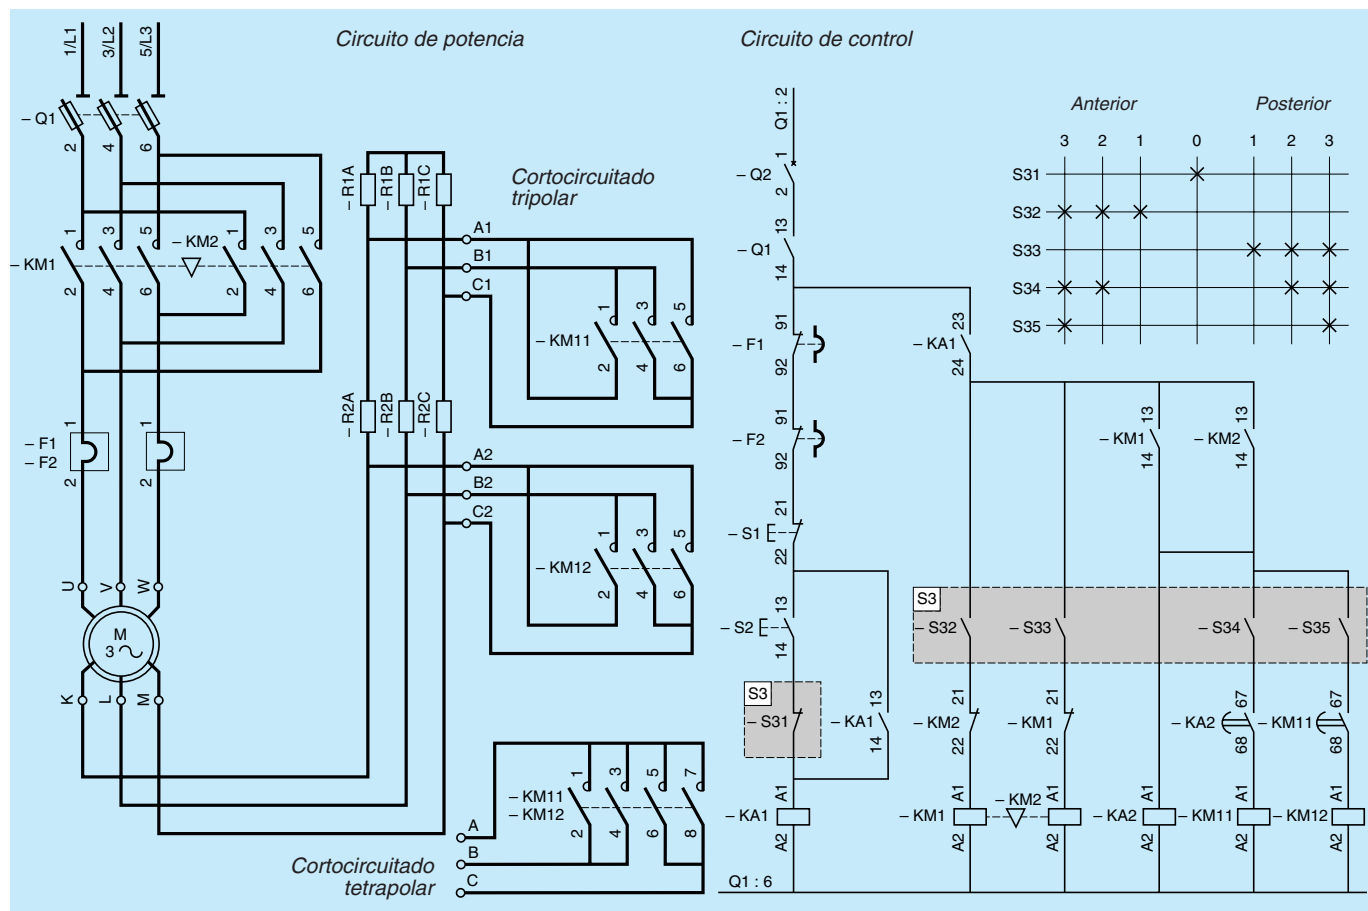 Circuito de potencia
1/L1
3/L2
5/L3
– Q1
2
4
6
1
3
5
– KM2
1
3
5
– KM1
2
4
6
2
4
6
– F1
– F2
1
1
2
2
U
V
W
M
3
K
L
M
– R1A
– R1B
– R1C
Cortocircuitado
tripolar
A1
B1
C1
1
3
5
– KM11
2
4
6
– R2A
– R2B
– R2C
A2
B2
C2
1
3
5
– KM12
2
4
6
1
3
5
7
– KM11
– KM12
2
4
6
8
A
B
C
Cortocircuitado
tetrapolar
Circuito de control
Q1 : 2
1
– Q2
2
13
– Q1
14
91
– F1
92
91
– F2
92
21
– S1
22
13
– S2
14
S3
– S31
13
– KA1
14
A1
– KA1
A2
Q1 : 6
23
– KA1
24
13
– KM1
14
13
– KM2
14
S3
– S32
– S33
– S34
– S35
21
– KM2
22
21
– KM1
22
67
– KA2
68
67
– KM11
68
A1
– KM1
A2
– KM2
A1
A2
A1
– KA2
A2
A1
– KM11
A2
A1
– KM12
A2
Anterior
Posterior
3 2 1 0 1 2 3
S31
S32
S33
S34
S35